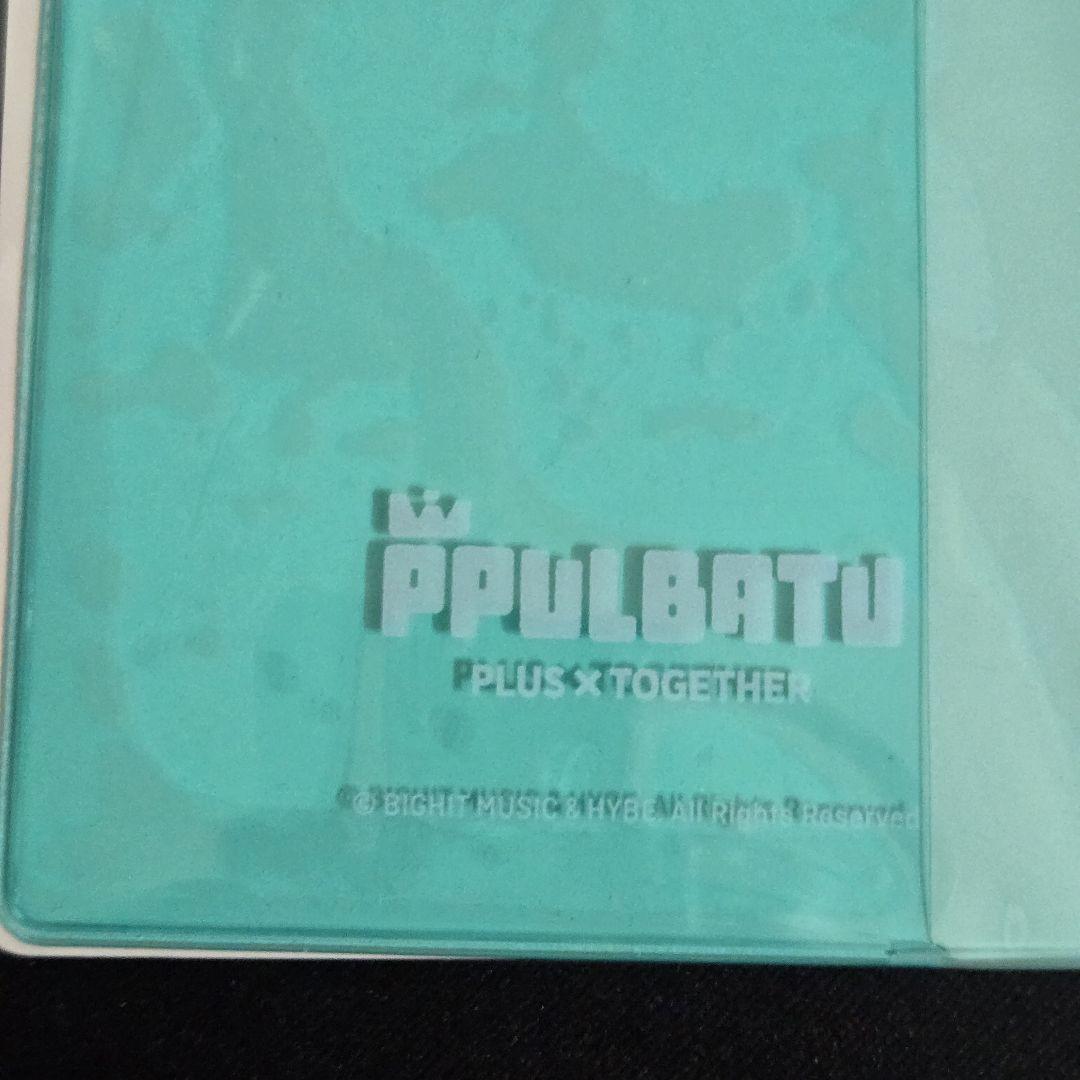 PPULBATU
PLUS X TOGETHER
© BIGHIT MUSIC & HYBE. All Rights Reserved